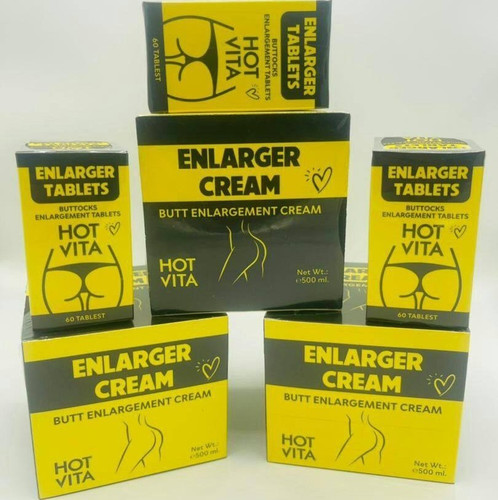 ENLARGER
TABLETS
BUTTOCKS
ENLARGEMENT TABLETS
HOT
VITA
60 TABLEST
ENLARGER
CREAM
BUTT ENLARGEMENT CREAM
HOT
VITA
Net Wt.:
℮500 ml.
ENLARGER
TABLETS
BUTTOCKS
ENLARGEMENT TABLETS
HOT
VITA
60 TABLEST
ENLARGER
TABLETS
BUTTOCKS
ENLARGEMENT TABLETS
HOT
VITA
60 TABLEST
ENLARGER
CREAM
BUTT ENLARGEMENT CREAM
HOT
VITA
Net Wt.:
℮500 ml.
ENLARGER
CREAM
BUTT ENLARGEMENT CREAM
HOT
VITA
Net Wt.:
℮500 ml.